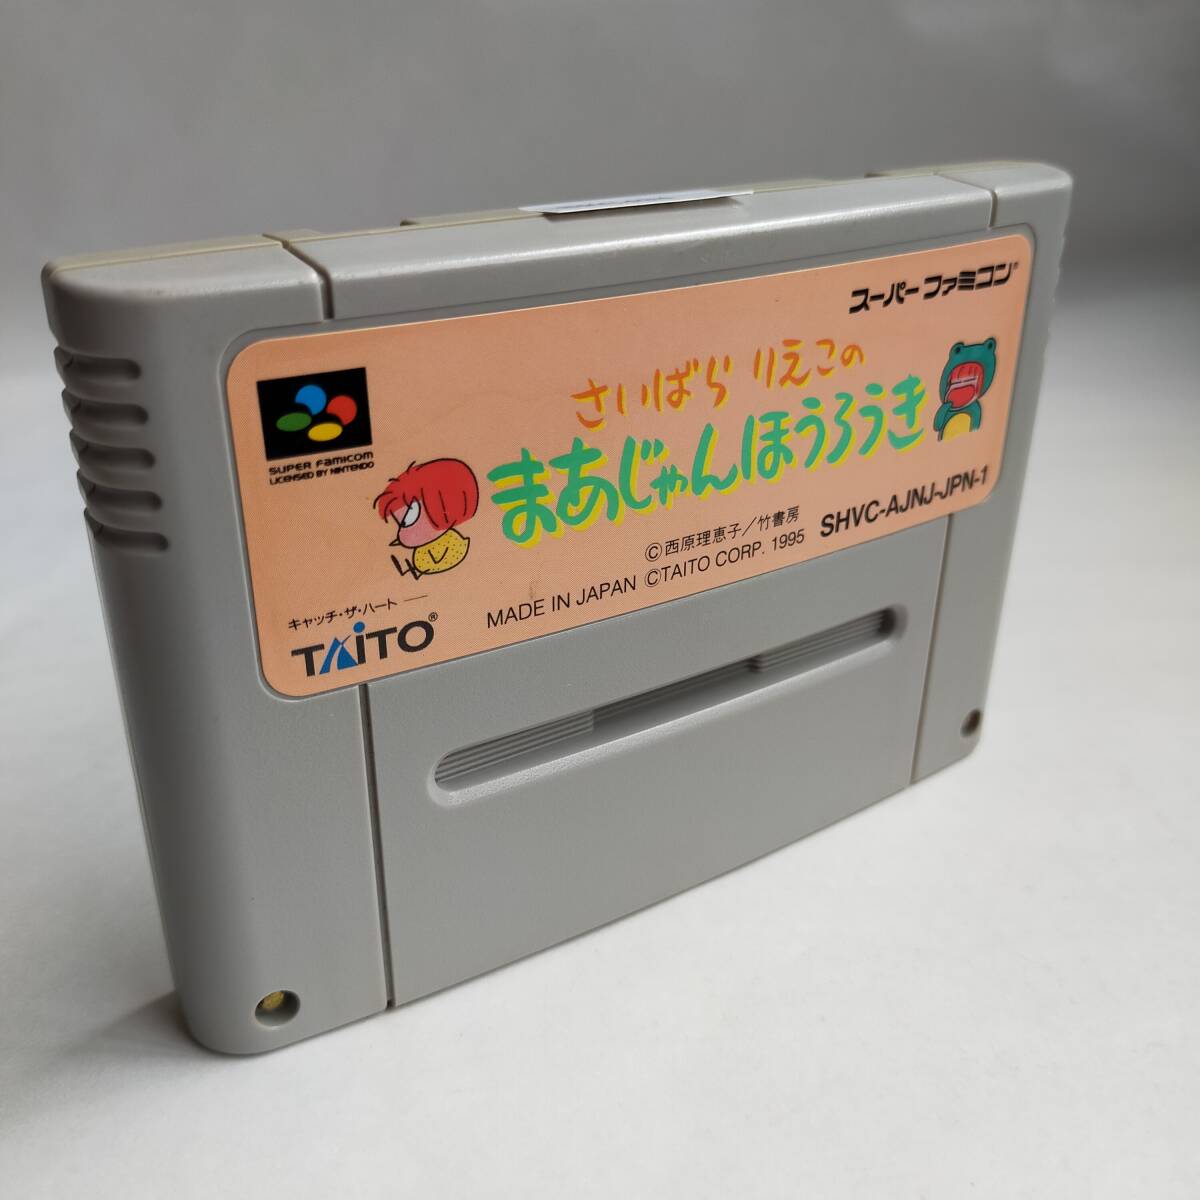 スーパーファミコン®
さいばら りえこの
まあじゃんほうろうき
SUPER FAMICOM
LICENSED BY NINTENDO
©西原理恵子/竹書房
MADE IN JAPAN ©TAITO CORP. 1995 SHVC-AJNJ-JPN-1
キャッチ・ザ・ハート
TAITO®